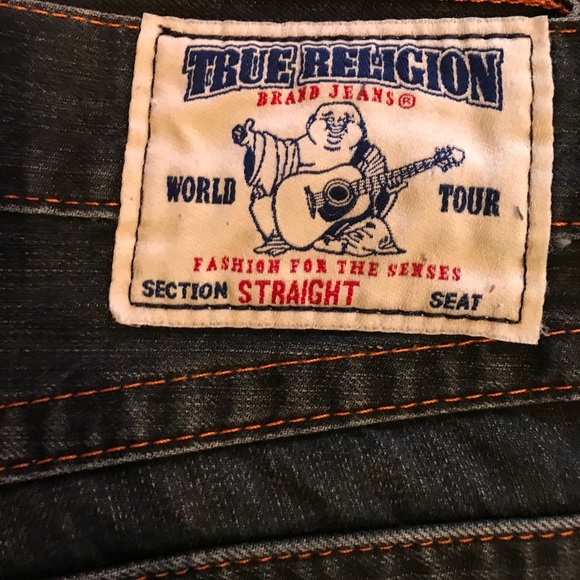 TRUE RELIGION
BRAND JEANS®
WORLD TOUR
FASHION FOR THE SENSES
SECTION STRAIGHT SEAT